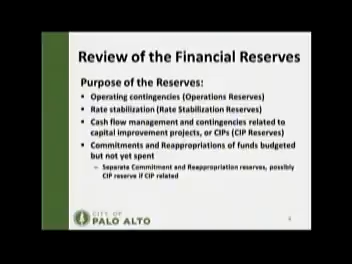 Review of the Financial Reserves
Purpose of the Reserves:
• Operating contingencies (Operations Reserves)
• Rate stabilization (Rate Stabilization Reserves)
• Cash flow management and contingencies related to
capital improvement projects, or CIPs (CIP Reserves)
• Commitments and Reappropriations of funds budgeted
but not yet spent
– Separate Commitment and Reappropriation reserves, possibly
CIP reserve if CIP related
CITY OF
PALO ALTO